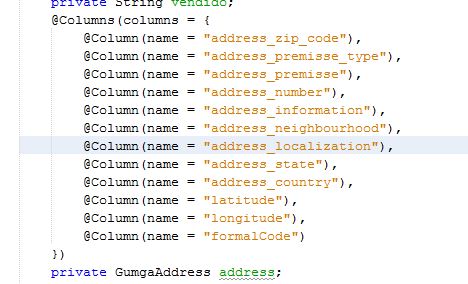 private String vendido;
@Columns(columns = {
@Column(name = "address_zip_code"),
@Column(name = "address_premisse_type"),
@Column(name = "address_premisse"),
@Column(name = "address_number"),
@Column(name = "address_information"),
@Column(name = "address_neighbourhood"),
@Column(name = "address_localization"),
@Column(name = "address_state"),
@Column(name = "address_country"),
@Column(name = "latitude"),
@Column(name = "longitude"),
@Column(name = "formalCode")
})
private GumgaAddress address;